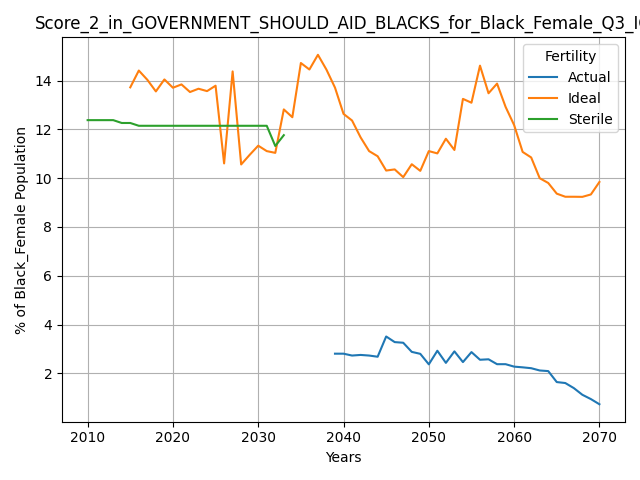 Score_2_in_GOVERNMENT_SHOULD_AID_BLACKS_for_Black_Female_Q3_I
Fertility
Actual
Ideal
Sterile
% of Black_Female Population
14
12
10
8
6
4
2
2010 2020 2030 2040 2050 2060 2070
Years